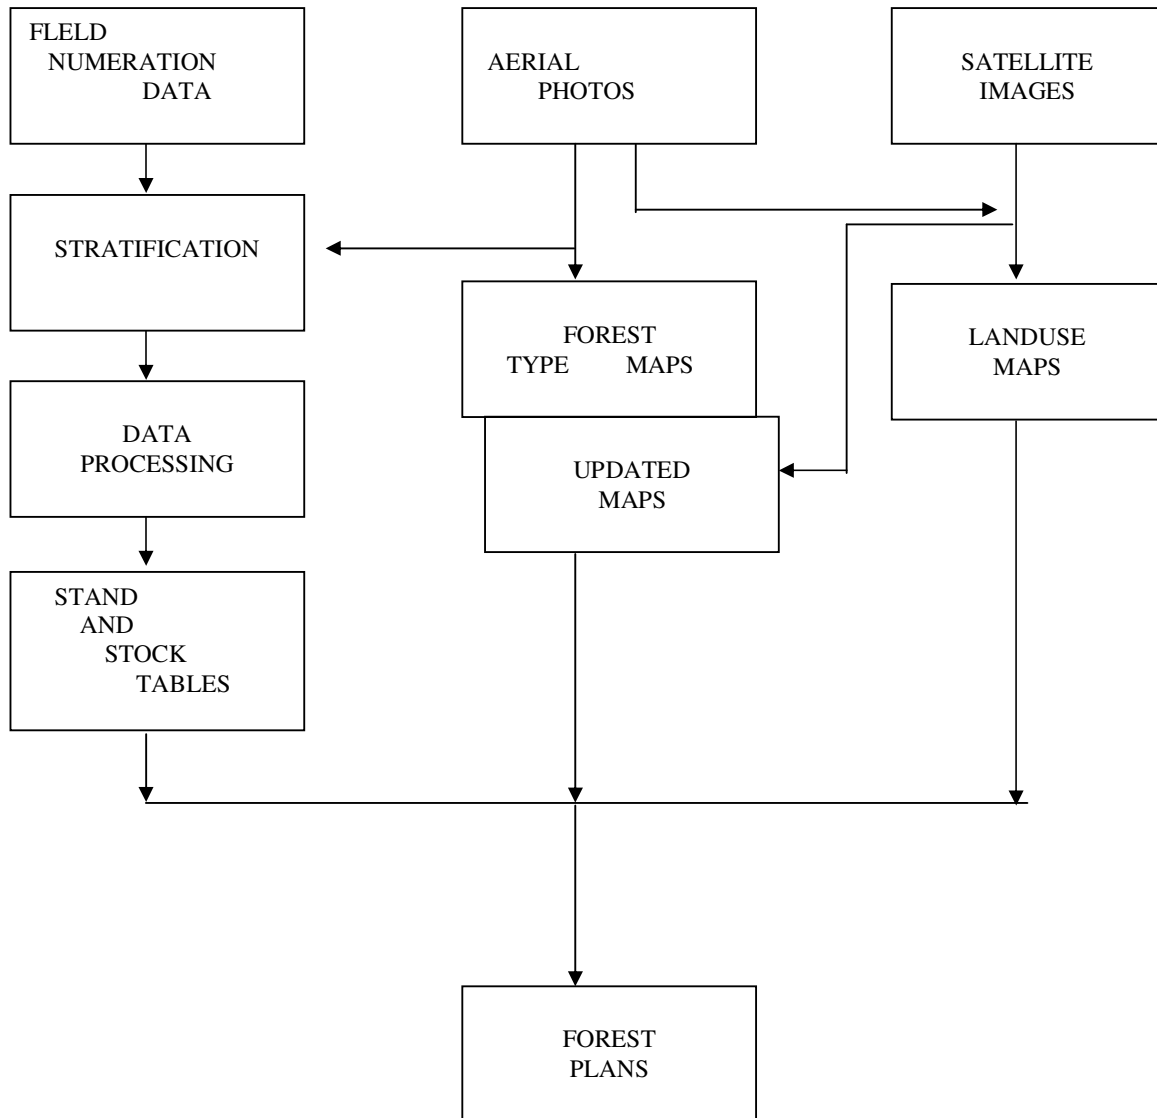 FLELD
NUMERATION
DATA
AERIAL
PHOTOS
SATELLITE
IMAGES
STRATIFICATION
FOREST
TYPE MAPS
LANDUSE
MAPS
DATA
PROCESSING
UPDATED
MAPS
STAND
AND
STOCK
TABLES
FOREST
PLANS